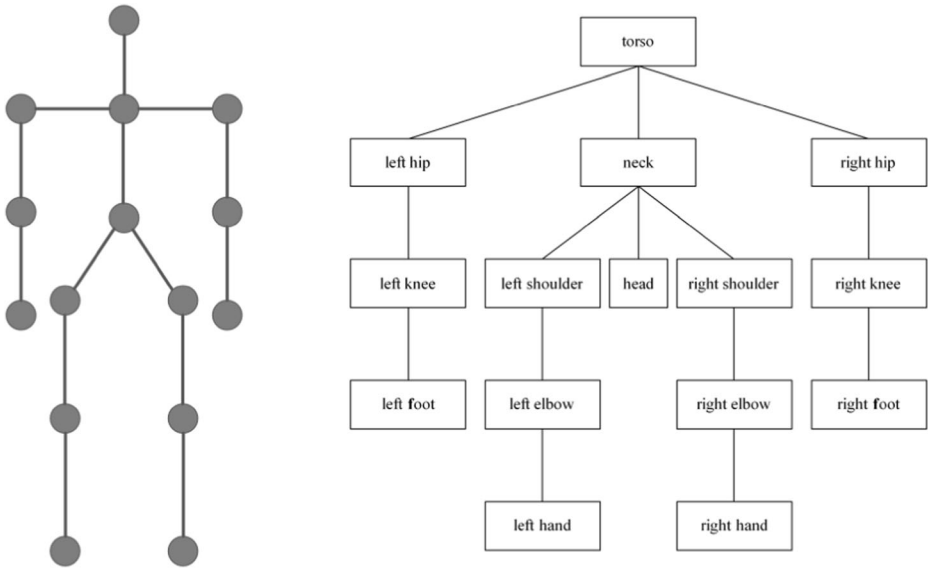 torso
left hip
neck
right hip
left knee
left shoulder
head
right shoulder
right knee
left foot
left elbow
right elbow
right foot
left hand
right hand